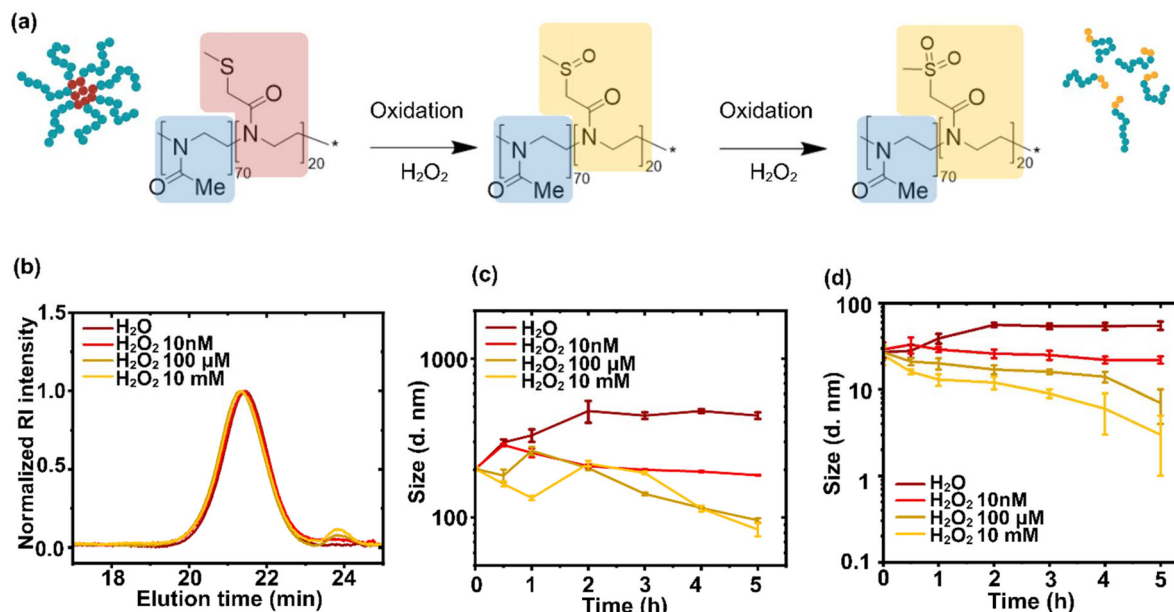 (a)
S
O
N
N
70
20
*
O
Me
Oxidation
H₂O₂
S
O
O
N
N
70
20
*
O
Me
Oxidation
H₂O₂
O
S
O
O
N
N
70
20
*
O
Me
(b)
Normalized RI intensity
1.5
1.0
0.5
0.0
H₂O
H₂O₂ 10nM
H₂O₂ 100 μM
H₂O₂ 10 mM
18 20 22 24
Elution time (min)
(c)
Size (d. nm)
1000
100
H₂O
H₂O₂ 10nM
H₂O₂ 100 μM
H₂O₂ 10 mM
0 1 2 3 4 5
Time (h)
(d)
Size (d. nm)
100
10
1
0.1
H₂O
H₂O₂ 10nM
H₂O₂ 100 μM
H₂O₂ 10 mM
0 1 2 3 4 5
Time (h)